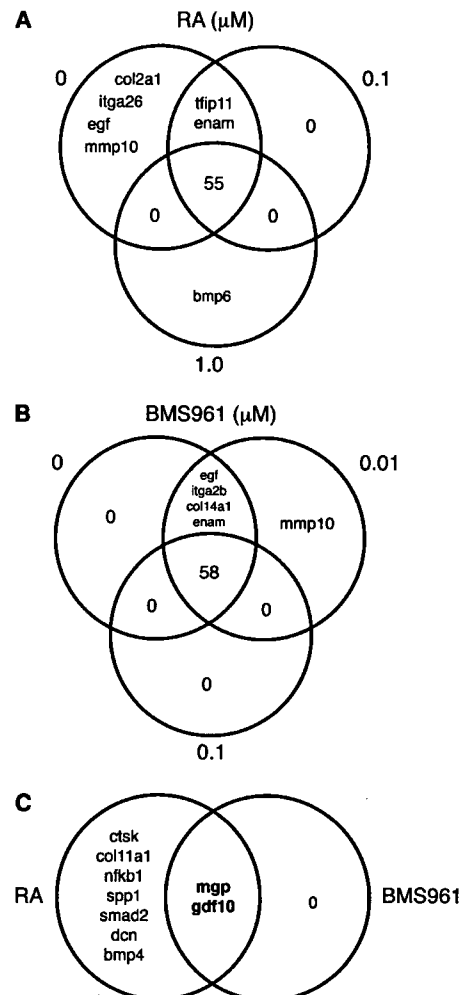 A
RA (μM)
0
col2a1
itga26
egf
mmp10
tfip11
enam
0.1
0
55
0
0
bmp6
1.0
B
BMS961 (μM)
0
0.01
0
egf
itga2b
col14a1
enam
mmp10
58
0
0
0
0.1
C
RA
ctsk
col11a1
nfkb1
spp1
smad2
dcn
bmp4
mgp
gdf10
0
BMS961